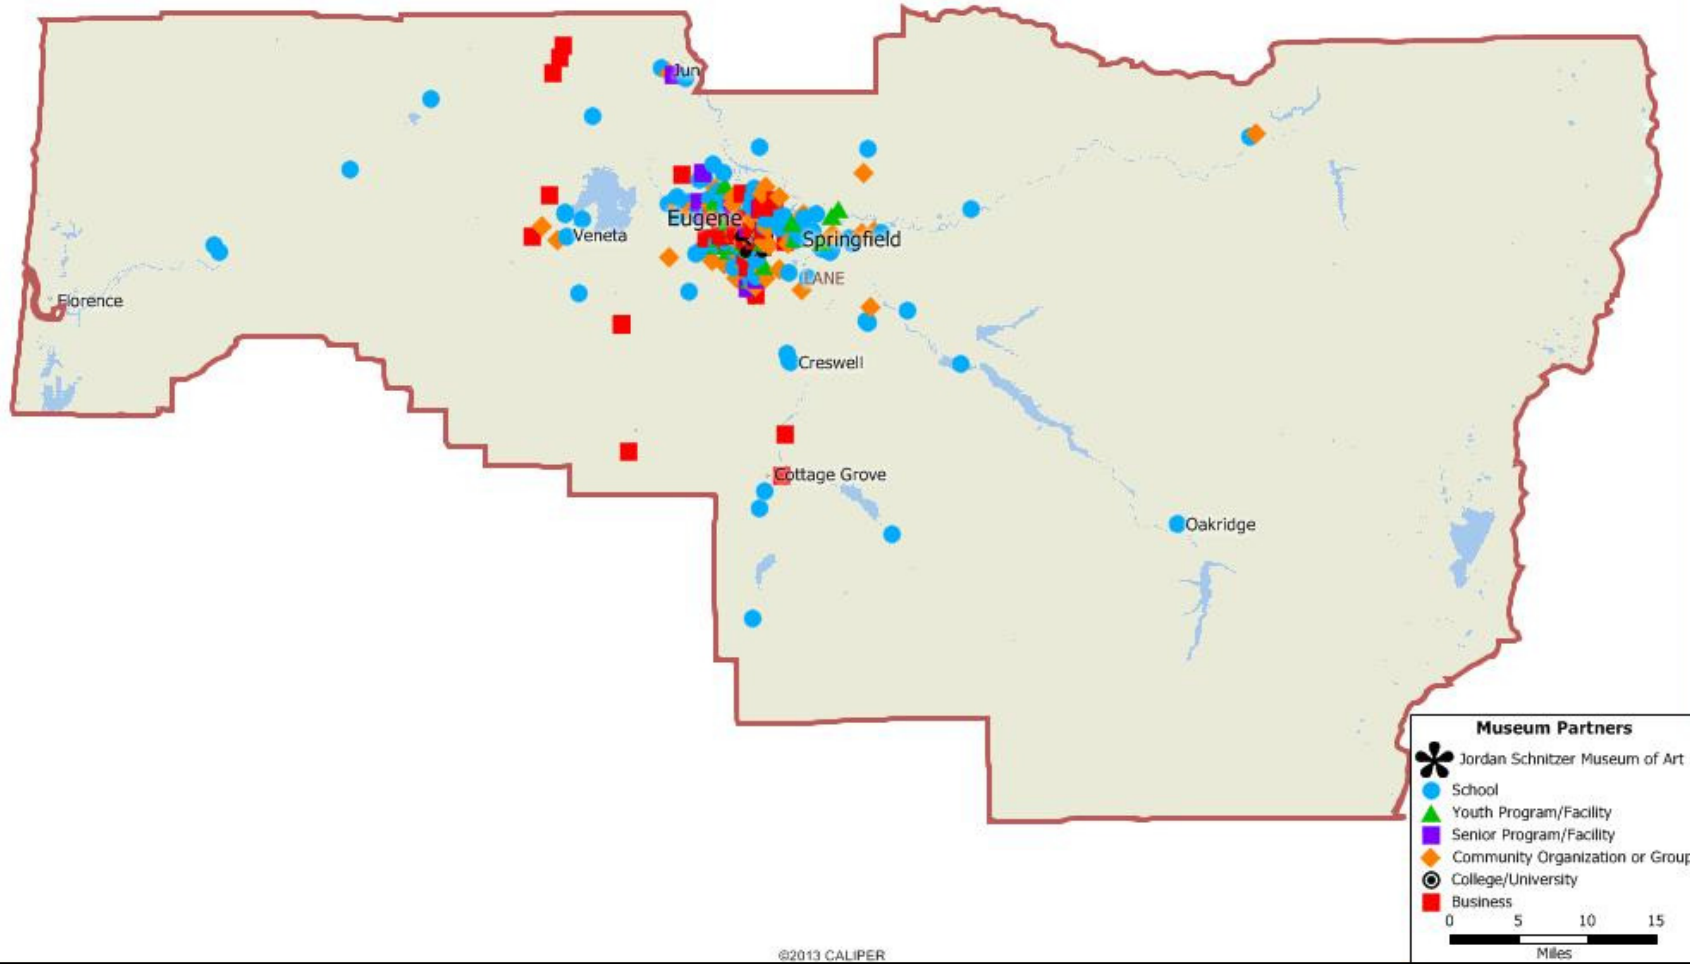 Jun
Eugene
Springfield
Veneta
LANE
Florence
Creswell
Cottage Grove
Oakridge
Museum Partners
Jordan Schnitzer Museum of Art
School
Youth Program/Facility
Senior Program/Facility
Community Organization or Group
College/University
Business
0 5 10 15
Miles
©2013 CALIPER